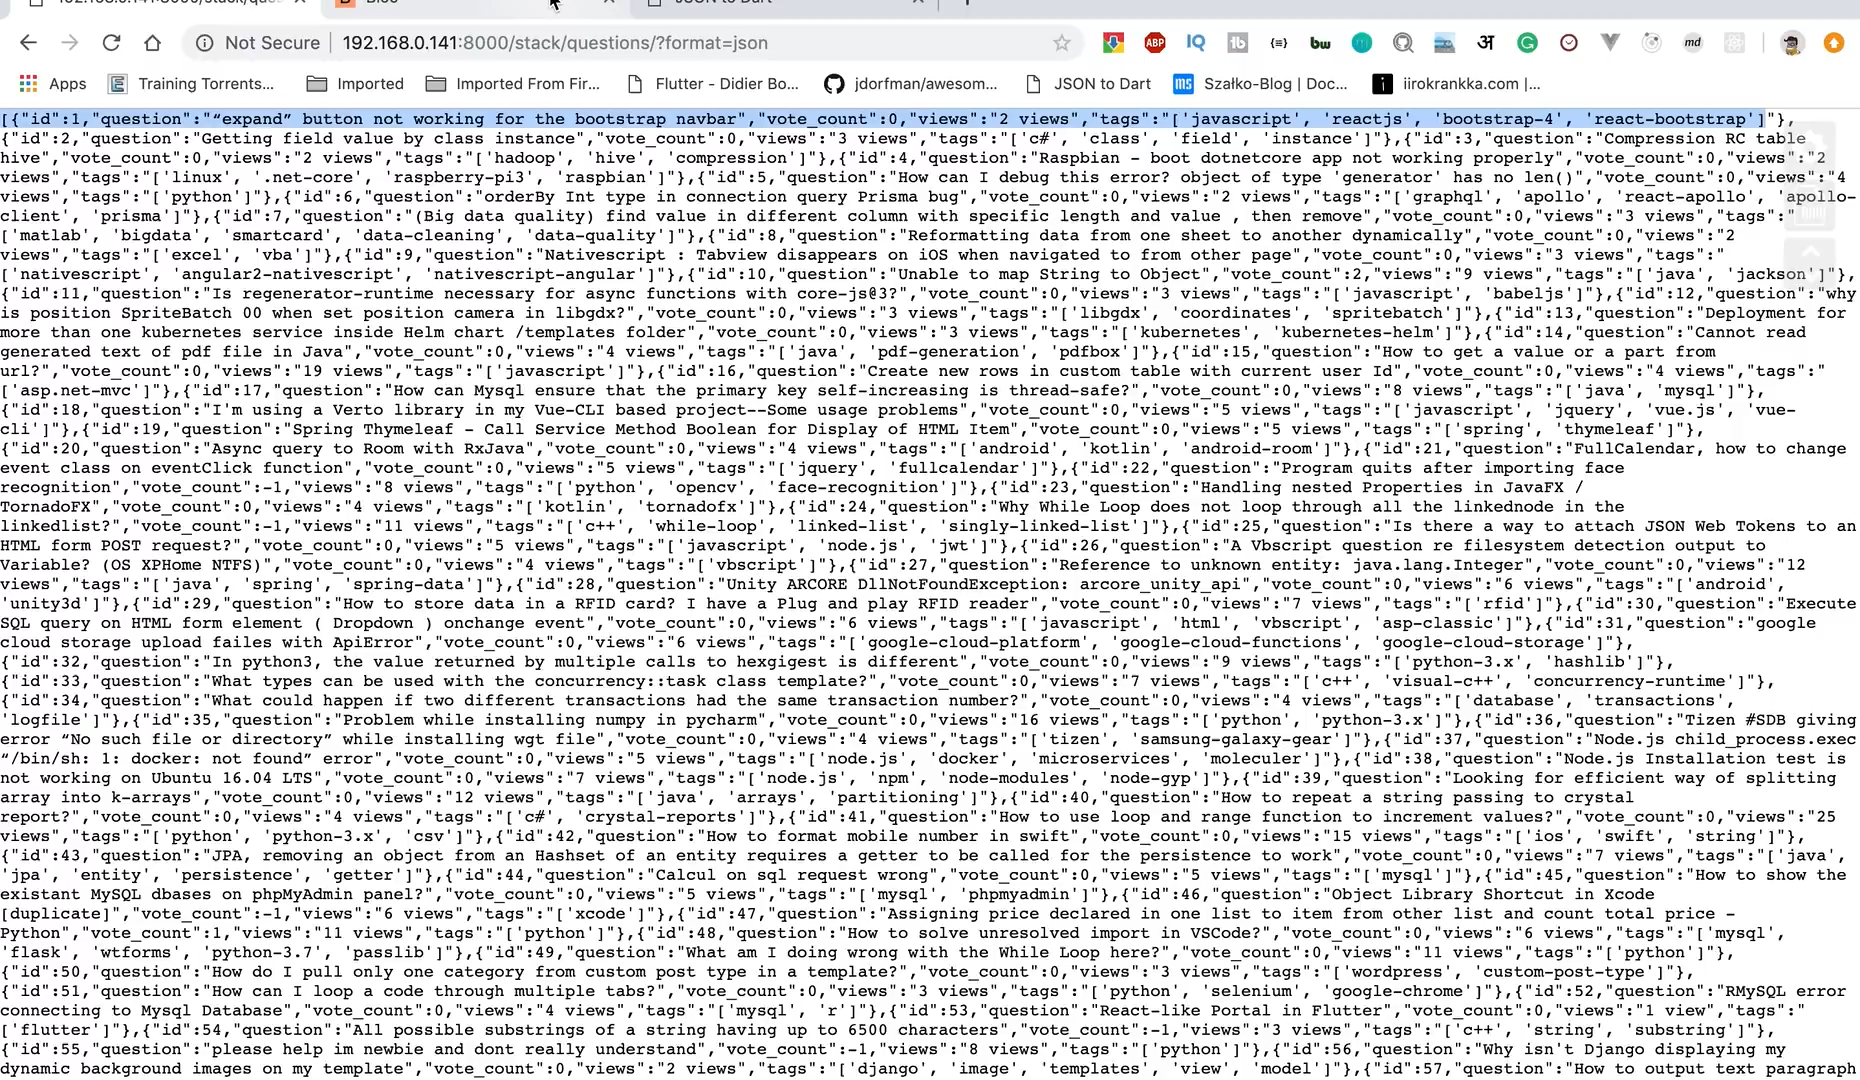 192.168.0.141:8000/stack/ques
Bloc
JSON to Dart
Not Secure 192.168.0.141:8000/stack/questions/?format=json
Apps Training Torrents... Imported Imported From Fir... Flutter - Didier Bo... jdorfman/awesom... JSON to Dart Szałko-Blog | Doc... iirokrankka.com |...
[{"id":1,"question":"“expand” button not working for the bootstrap navbar","vote_count":0,"views":"2 views","tags":"['javascript', 'reactjs', 'bootstrap-4', 'react-bootstrap']"},
{"id":2,"question":"Getting field value by class instance","vote_count":0,"views":"3 views","tags":"['c#', 'class', 'field', 'instance']"},{"id":3,"question":"Compression RC table
hive","vote_count":0,"views":"2 views","tags":"['hadoop', 'hive', 'compression']"},{"id":4,"question":"Raspbian - boot dotnetcore app not working properly","vote_count":0,"views":"2
views","tags":"['linux', '.net-core', 'raspberry-pi3', 'raspbian']"},{"id":5,"question":"How can I debug this error? object of type 'generator' has no len()","vote_count":0,"views":"4
views","tags":"['python']"},{"id":6,"question":"orderBy Int type in connection query Prisma bug","vote_count":0,"views":"2 views","tags":"['graphql', 'apollo', 'react-apollo', 'apollo-
client', 'prisma']"},{"id":7,"question":"(Big data quality) find value in different column with specific length and value , then remove","vote_count":0,"views":"3 views","tags":"
['matlab', 'bigdata', 'smartcard', 'data-cleaning', 'data-quality']"},{"id":8,"question":"Reformatting data from one sheet to another dynamically","vote_count":0,"views":"2
views","tags":"['excel', 'vba']"},{"id":9,"question":"Nativescript : Tabview disappears on iOS when navigated to from other page","vote_count":0,"views":"3 views","tags":"
['nativescript', 'angular2-nativescript', 'nativescript-angular']"},{"id":10,"question":"Unable to map String to Object","vote_count":2,"views":"9 views","tags":"['java', 'jackson']"},
{"id":11,"question":"Is regenerator-runtime necessary for async functions with core-js@3?","vote_count":0,"views":"3 views","tags":"['javascript', 'babeljs']"},{"id":12,"question":"why
is position SpriteBatch 00 when set position camera in libgdx?","vote_count":0,"views":"3 views","tags":"['libgdx', 'coordinates', 'spritebatch']"},{"id":13,"question":"Deployment for
more than one kubernetes service inside Helm chart /templates folder","vote_count":0,"views":"3 views","tags":"['kubernetes', 'kubernetes-helm']"},{"id":14,"question":"Cannot read
generated text of pdf file in Java","vote_count":0,"views":"4 views","tags":"['java', 'pdf-generation', 'pdfbox']"},{"id":15,"question":"How to get a value or a part from
url?","vote_count":0,"views":"19 views","tags":"['javascript']"},{"id":16,"question":"Create new rows in custom table with current user Id","vote_count":0,"views":"4 views","tags":"
['asp.net-mvc']"},{"id":17,"question":"How can Mysql ensure that the primary key self-increasing is thread-safe?","vote_count":0,"views":"8 views","tags":"['java', 'mysql']"},
{"id":18,"question":"I'm using a Verto library in my Vue-CLI based project--Some usage problems","vote_count":0,"views":"5 views","tags":"['javascript', 'jquery', 'vue.js', 'vue-
cli']"},{"id":19,"question":"Spring Thymeleaf - Call Service Method Boolean for Display of HTML Item","vote_count":0,"views":"5 views","tags":"['spring', 'thymeleaf']"},
{"id":20,"question":"Async query to Room with RxJava","vote_count":0,"views":"4 views","tags":"['android', 'kotlin', 'android-room']"},{"id":21,"question":"FullCalendar, how to change
event class on eventClick function","vote_count":0,"views":"5 views","tags":"['jquery', 'fullcalendar']"},{"id":22,"question":"Program quits after importing face
recognition","vote_count":-1,"views":"8 views","tags":"['python', 'opencv', 'face-recognition']"},{"id":23,"question":"Handling nested Properties in JavaFX /
TornadoFX","vote_count":0,"views":"4 views","tags":"['kotlin', 'tornadofx']"},{"id":24,"question":"Why While Loop does not loop through all the linkednode in the
linkedlist?","vote_count":-1,"views":"11 views","tags":"['c++', 'while-loop', 'linked-list', 'singly-linked-list']"},{"id":25,"question":"Is there a way to attach JSON Web Tokens to an
HTML form POST request?","vote_count":0,"views":"5 views","tags":"['javascript', 'node.js', 'jwt']"},{"id":26,"question":"A Vbscript question re filesystem detection output to
Variable? (OS XPHome NTFS)","vote_count":0,"views":"4 views","tags":"['vbscript']"},{"id":27,"question":"Reference to unknown entity: java.lang.Integer","vote_count":0,"views":"12
views","tags":"['java', 'spring', 'spring-data']"},{"id":28,"question":"Unity ARCORE DllNotFoundException: arcore_unity_api","vote_count":0,"views":"6 views","tags":"['android',
'unity3d']"},{"id":29,"question":"How to store data in a RFID card? I have a Plug and play RFID reader","vote_count":0,"views":"7 views","tags":"['rfid']"},{"id":30,"question":"Execute
SQL query on HTML form element ( Dropdown ) onchange event","vote_count":0,"views":"6 views","tags":"['javascript', 'html', 'vbscript', 'asp-classic']"},{"id":31,"question":"google
cloud storage upload failes with ApiError","vote_count":0,"views":"6 views","tags":"['google-cloud-platform', 'google-cloud-functions', 'google-cloud-storage']"},
{"id":32,"question":"In python3, the value returned by multiple calls to hexgigest is different","vote_count":0,"views":"9 views","tags":"['python-3.x', 'hashlib']"},
{"id":33,"question":"What types can be used with the concurrency::task class template?","vote_count":0,"views":"7 views","tags":"['c++', 'visual-c++', 'concurrency-runtime']"},
{"id":34,"question":"What could happen if two different transactions had the same transaction number?","vote_count":0,"views":"4 views","tags":"['database', 'transactions',
'logfile']"},{"id":35,"question":"Problem while installing numpy in pycharm","vote_count":0,"views":"16 views","tags":"['python', 'python-3.x']"},{"id":36,"question":"Tizen #SDB giving
error “No such file or directory” while installing wgt file","vote_count":0,"views":"4 views","tags":"['tizen', 'samsung-galaxy-gear']"},{"id":37,"question":"Node.js child_process.exec
“/bin/sh: 1: docker: not found” error","vote_count":0,"views":"5 views","tags":"['node.js', 'docker', 'microservices', 'moleculer']"},{"id":38,"question":"Node.js Installation test is
not working on Ubuntu 16.04 LTS","vote_count":0,"views":"7 views","tags":"['node.js', 'npm', 'node-modules', 'node-gyp']"},{"id":39,"question":"Looking for efficient way of splitting
array into k-arrays","vote_count":0,"views":"12 views","tags":"['java', 'arrays', 'partitioning']"},{"id":40,"question":"How to repeat a string passing to crystal
report?","vote_count":0,"views":"4 views","tags":"['c#', 'crystal-reports']"},{"id":41,"question":"How to use loop and range function to increment values?","vote_count":0,"views":"25
views","tags":"['python', 'python-3.x', 'csv']"},{"id":42,"question":"How to format mobile number in swift","vote_count":0,"views":"15 views","tags":"['ios', 'swift', 'string']"},
{"id":43,"question":"JPA, removing an object from an Hashset of an entity requires a getter to be called for the persistence to work","vote_count":0,"views":"7 views","tags":"['java',
'jpa', 'entity', 'persistence', 'getter']"},{"id":44,"question":"Calcul on sql request wrong","vote_count":0,"views":"5 views","tags":"['mysql']"},{"id":45,"question":"How to show the
existant MySQL dbases on phpMyAdmin panel?","vote_count":0,"views":"5 views","tags":"['mysql', 'phpmyadmin']"},{"id":46,"question":"Object Library Shortcut in Xcode
[duplicate]","vote_count":-1,"views":"6 views","tags":"['xcode']"},{"id":47,"question":"Assigning price declared in one list to item from other list and count total price -
Python","vote_count":1,"views":"11 views","tags":"['python']"},{"id":48,"question":"How to solve unresolved import in VSCode?","vote_count":0,"views":"6 views","tags":"['mysql',
'flask', 'wtforms', 'python-3.7', 'passlib']"},{"id":49,"question":"What am I doing wrong with the While Loop here?","vote_count":0,"views":"11 views","tags":"['python']"},
{"id":50,"question":"How do I pull only one category from custom post type in a template?","vote_count":0,"views":"3 views","tags":"['wordpress', 'custom-post-type']"},
{"id":51,"question":"How can I loop a code through multiple tabs?","vote_count":0,"views":"3 views","tags":"['python', 'selenium', 'google-chrome']"},{"id":52,"question":"RMySQL error
connecting to Mysql Database","vote_count":0,"views":"4 views","tags":"['mysql', 'r']"},{"id":53,"question":"React-like Portal in Flutter","vote_count":0,"views":"1 view","tags":"
['flutter']"},{"id":54,"question":"All possible substrings of a string having up to 6500 characters","vote_count":-1,"views":"3 views","tags":"['c++', 'string', 'substring']"},
{"id":55,"question":"please help im newbie and dont really understand","vote_count":-1,"views":"8 views","tags":"['python']"},{"id":56,"question":"Why isn't Django displaying my
dynamic background images on my template","vote_count":0,"views":"2 views","tags":"['django', 'image', 'templates', 'view', 'model']"},{"id":57,"question":"How to output text paragraph